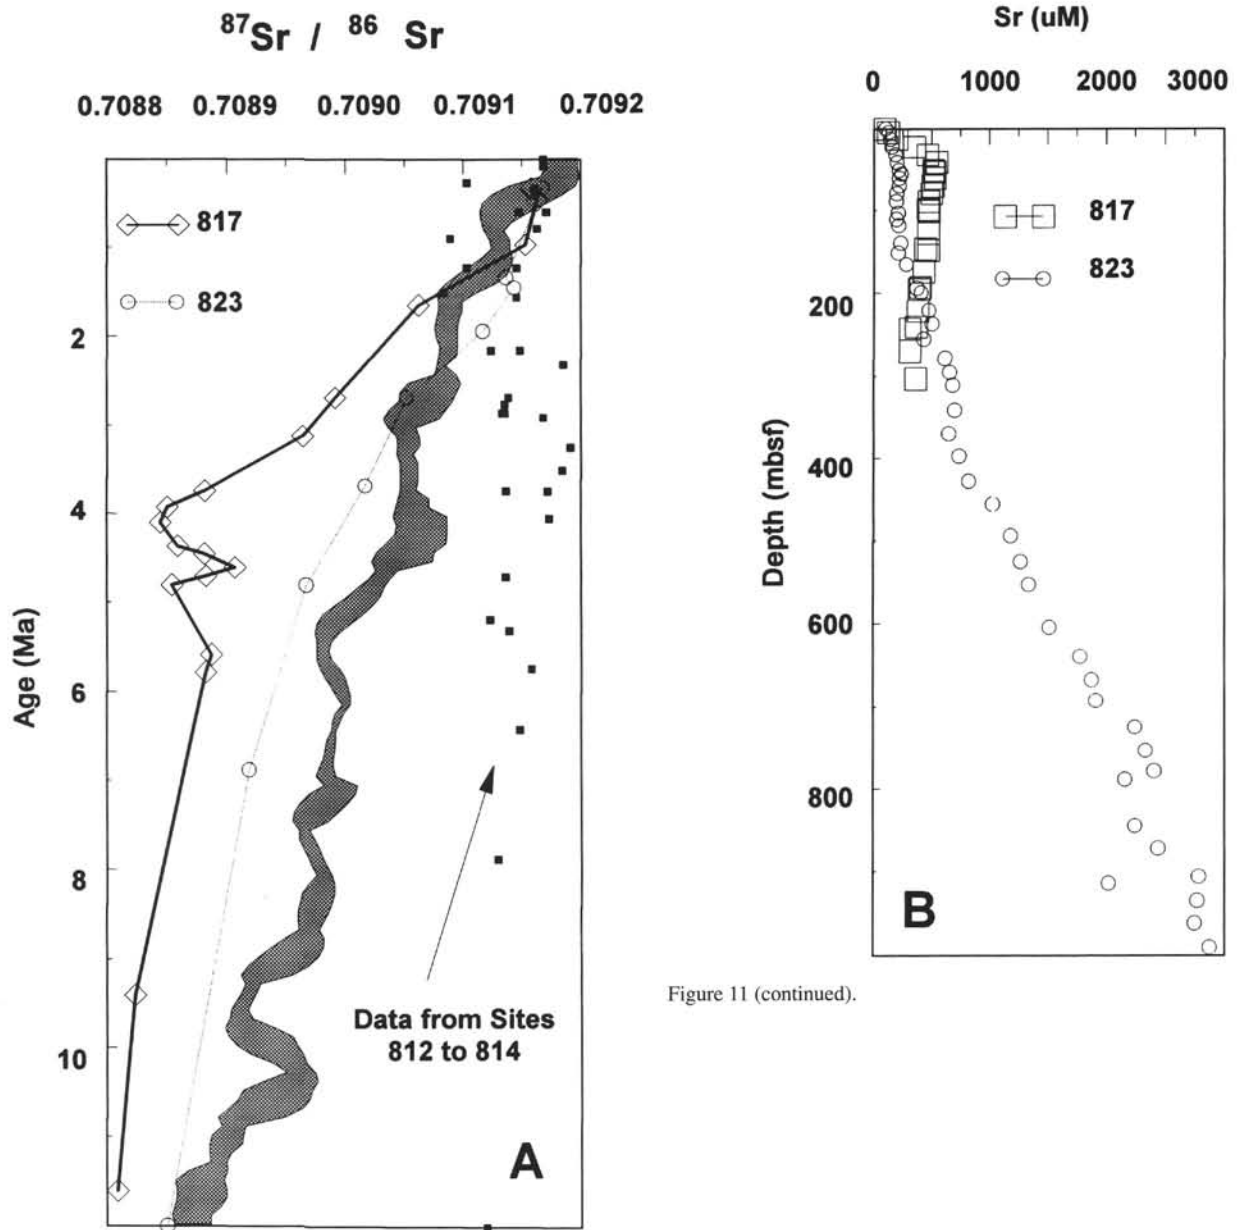 87Sr / 86 Sr
0.7088 0.7089 0.7090 0.7091 0.7092
817
823
2
4
6
8
10
Age (Ma)
Data from Sites
812 to 814
A
Sr (uM)
0 1000 2000 3000
817
823
200
400
600
800
Depth (mbsf)
B
Figure 11 (continued).